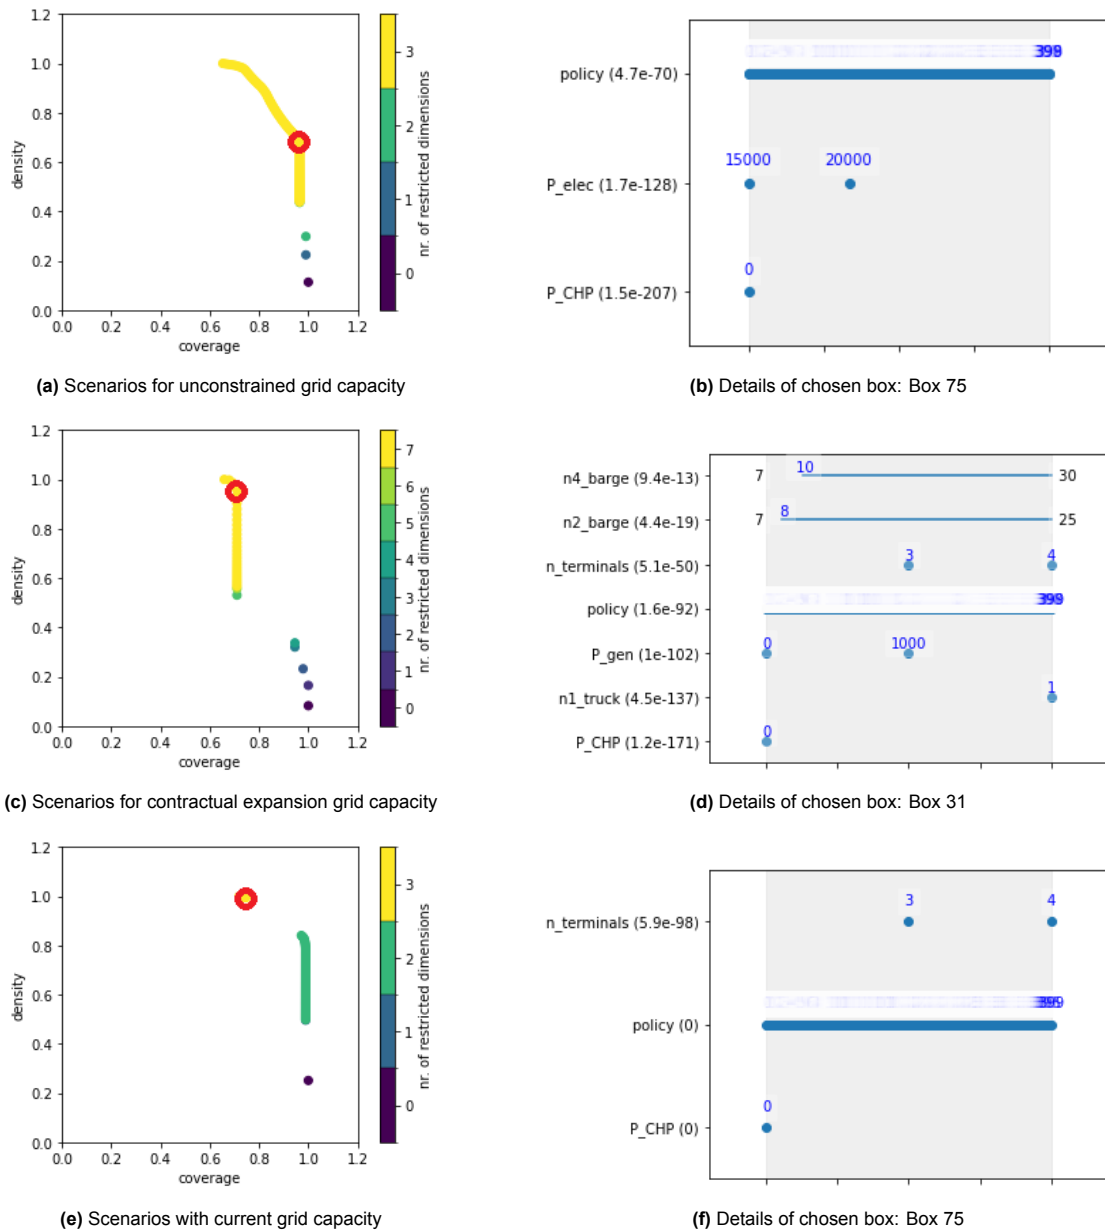 1.2
1.0
0.8
0.6
0.4
0.2
0.0
density
0.0 0.2 0.4 0.6 0.8 1.0 1.2
coverage
3
2
1
0
nr. of restricted dimensions
(a) Scenarios for unconstrained grid capacity
399
policy (4.7e-70)
15000 20000
P_elec (1.7e-128)
0
P_CHP (1.5e-207)
(b) Details of chosen box: Box 75
1.2
1.0
0.8
0.6
0.4
0.2
0.0
density
0.0 0.2 0.4 0.6 0.8 1.0 1.2
coverage
7
6
5
4
3
2
1
0
nr. of restricted dimensions
(c) Scenarios for contractual expansion grid capacity
n4_barge (9.4e-13) 7 10 30
n2_barge (4.4e-19) 7 8 25
n_terminals (5.1e-50) 3 4
399
policy (1.6e-92)
P_gen (1e-102) 0 1000
n1_truck (4.5e-137) 1
P_CHP (1.2e-171) 0
(d) Details of chosen box: Box 31
1.2
1.0
0.8
0.6
0.4
0.2
0.0
density
0.0 0.2 0.4 0.6 0.8 1.0 1.2
coverage
3
2
1
0
nr. of restricted dimensions
(e) Scenarios with current grid capacity
3 4
n_terminals (5.9e-98)
policy (0)
0
P_CHP (0)
(f) Details of chosen box: Box 75